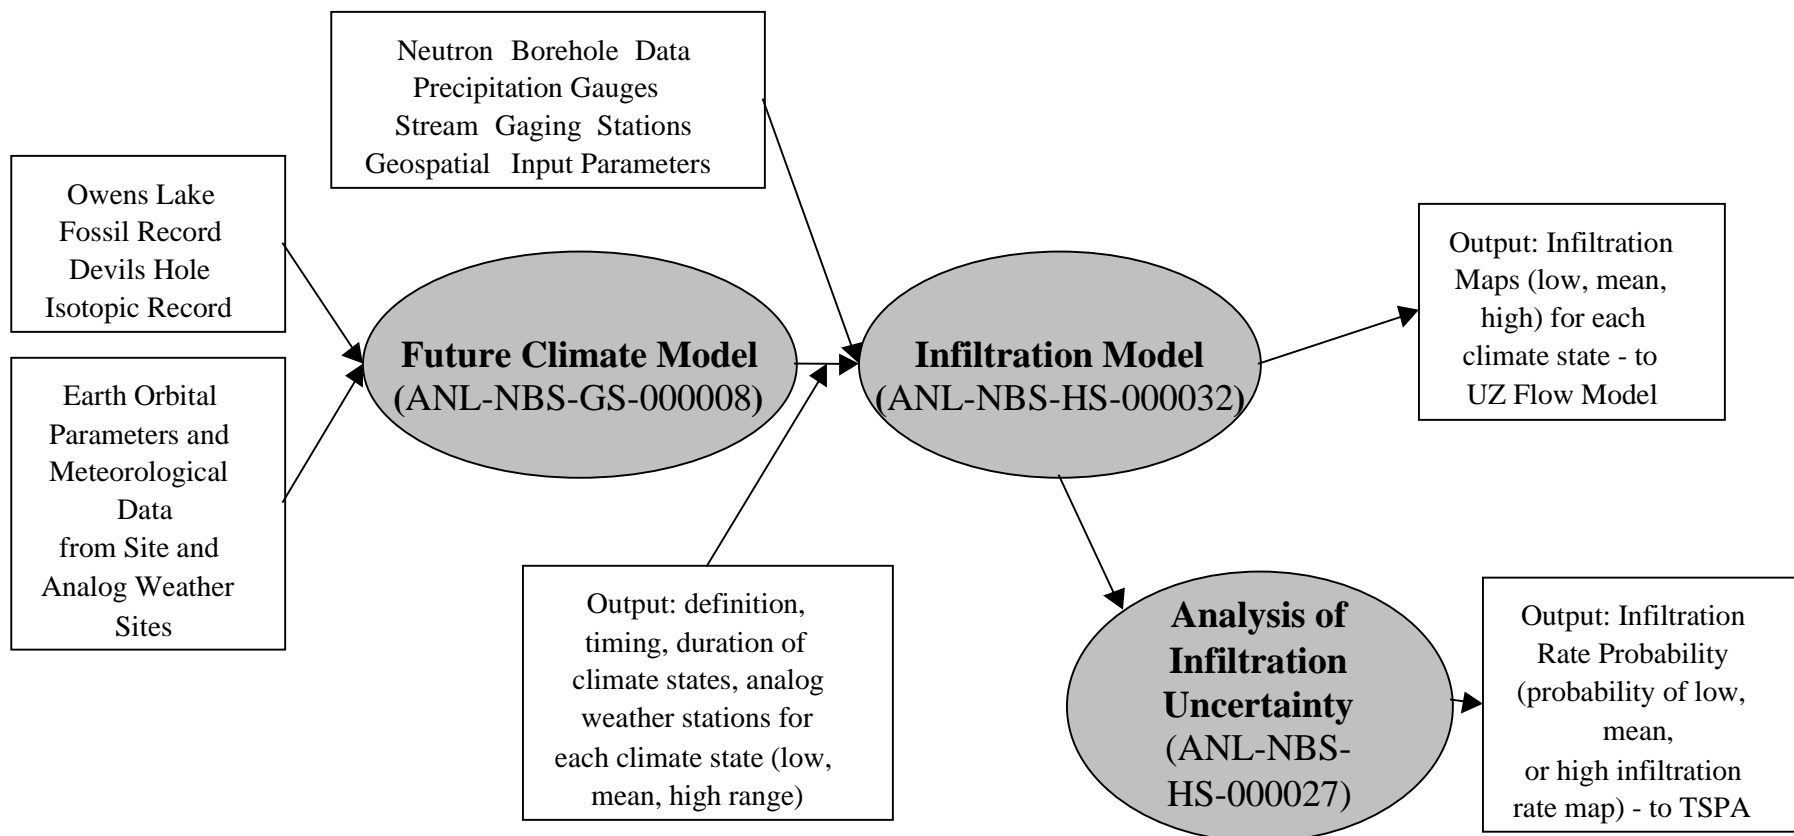 Neutron Borehole Data
Precipitation Gauges
Stream Gaging Stations
Geospatial Input Parameters
Owens Lake
Fossil Record
Devils Hole
Isotopic Record
Earth Orbital
Parameters and
Meteorological
Data
from Site and
Analog Weather
Sites
Future Climate Model
(ANL-NBS-GS-000008)
Output: definition,
timing, duration of
climate states, analog
weather stations for
each climate state (low,
mean, high range)
Infiltration Model
(ANL-NBS-HS-000032)
Output: Infiltration
Maps (low, mean,
high) for each
climate state - to
UZ Flow Model
Analysis of
Infiltration
Uncertainty
(ANL-NBS-
HS-000027)
Output: Infiltration
Rate Probability
(probability of low,
mean,
or high infiltration
rate map) - to TSPA